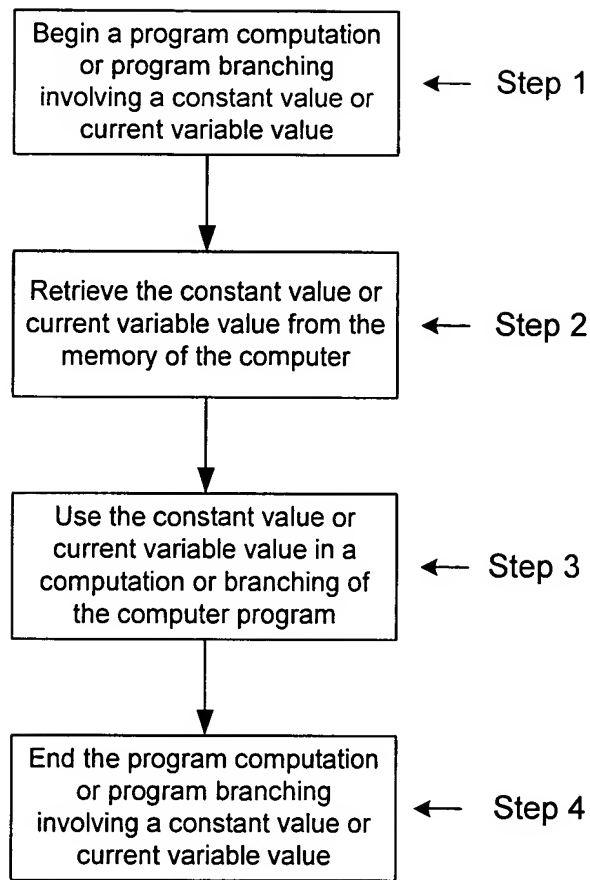 Begin a program computation
or program branching
involving a constant value or
current variable value
Step 1
Retrieve the constant value or
current variable value from the
memory of the computer
Step 2
Use the constant value or
current variable value in a
computation or branching of
the computer program
Step 3
End the program computation
or program branching
involving a constant value or
current variable value
Step 4